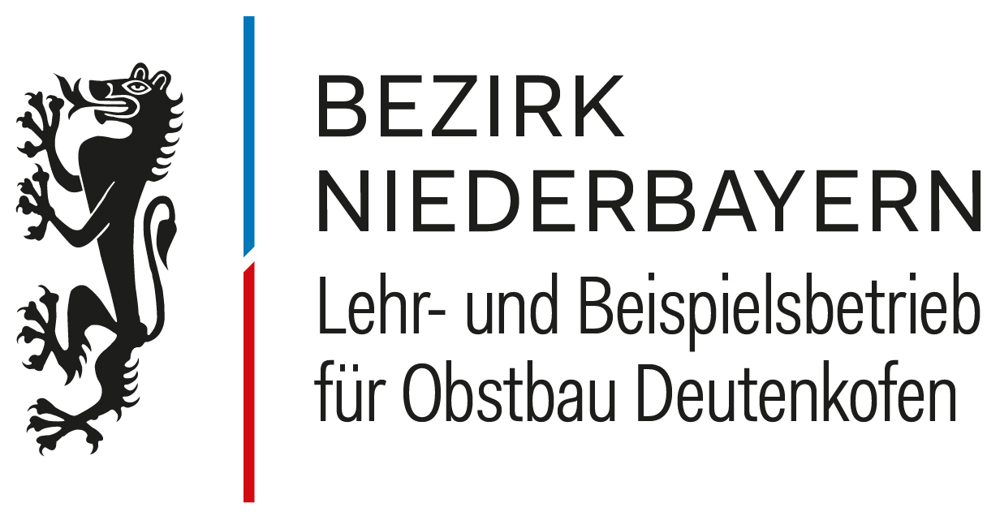 BEZIRK
NIEDERBAYERN
Lehr- und Beispielsbetrieb
für Obstbau Deutenkofen